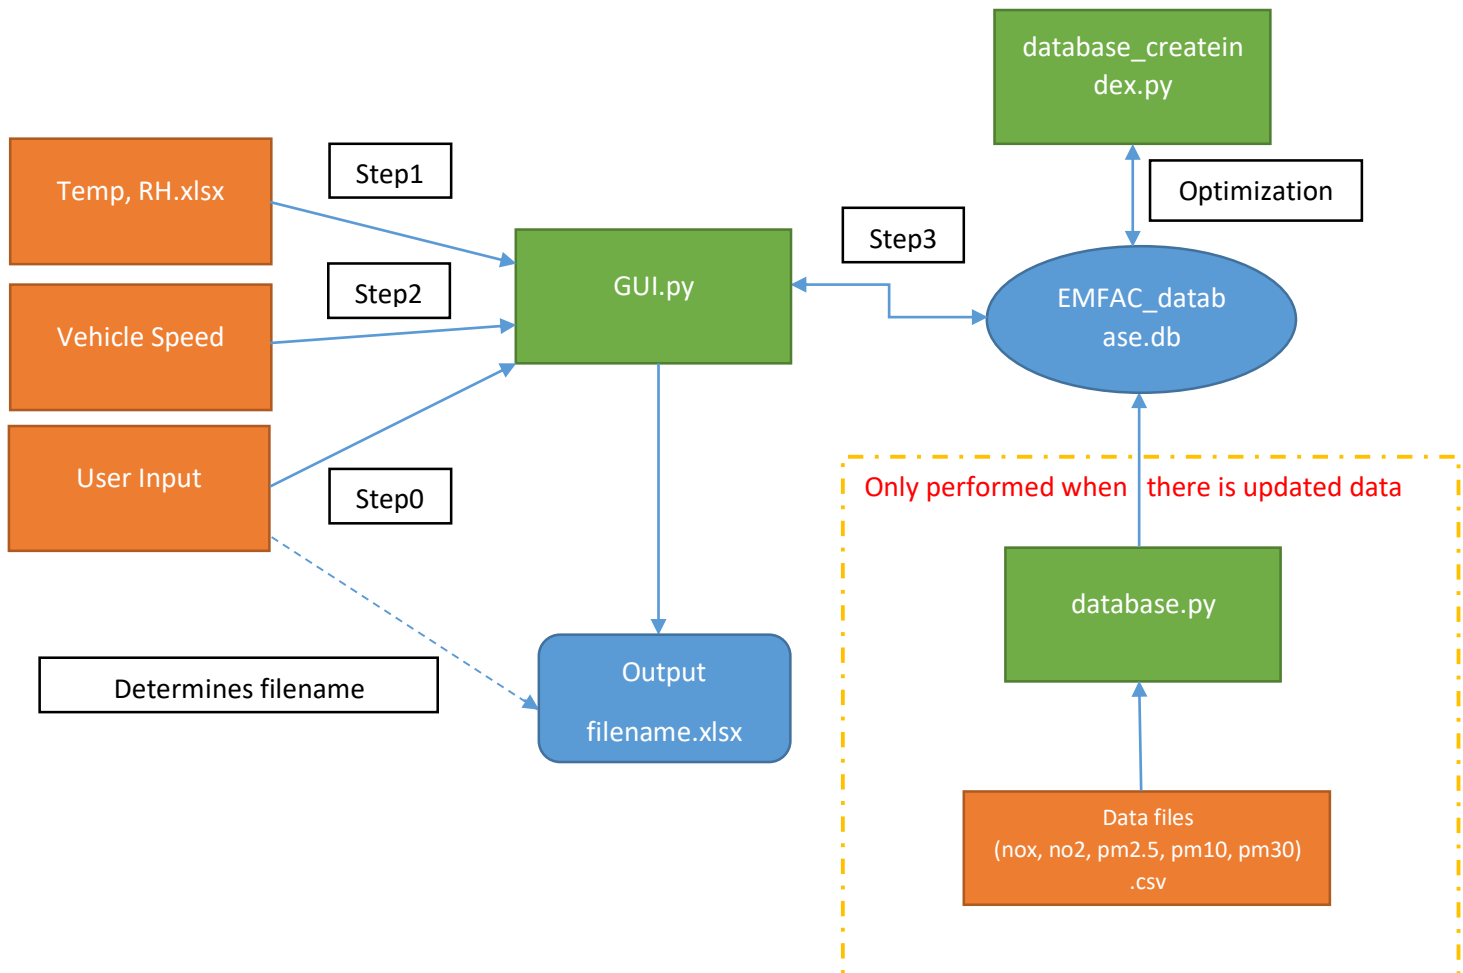 database_createin
dex.py
Temp, RH.xlsx
Step1
Optimization
Step3
Step2
GUI.py
EMFAC_datab
ase.db
Vehicle Speed
User Input
Step0
Only performed when there is updated data
database.py
Determines filename
Output
filename.xlsx
Data files
(nox, no2, pm2.5, pm10, pm30)
.csv